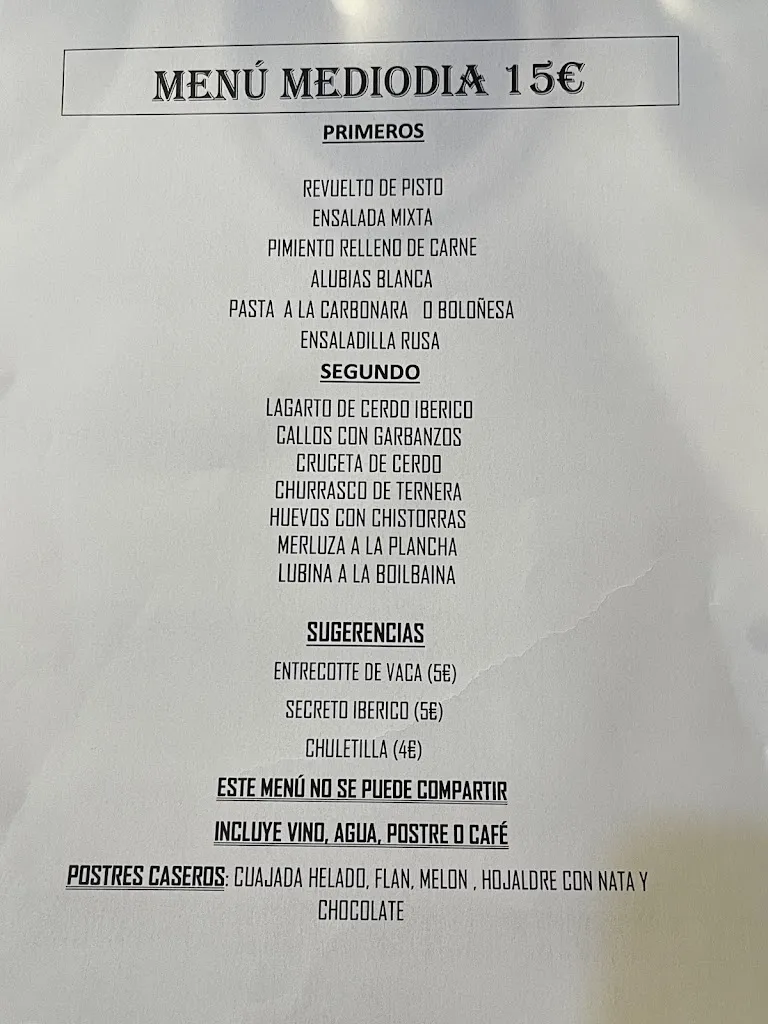 MENÚ MEDIODIA 15€
PRIMEROS
REVUELTO DE PISTO
ENSALADA MIXTA
PIMIENTO RELLENO DE CARNE
ALUBIAS BLANCA
PASTA A LA CARBONARA O BOLOÑESA
ENSALADILLA RUSA
SEGUNDO
LAGARTO DE CERDO IBERICO
CALLOS CON GARBANZOS
CRUCETA DE CERDO
CHURRASCO DE TERNERA
HUEVOS CON CHISTORRAS
MERLUZA A LA PLANCHA
LUBINA A LA BOILBAINA
SUGERENCIAS
ENTRECOTTE DE VACA (5€)
SECRETO IBERICO (5€)
CHULETILLA (4€)
ESTE MENÚ NO SE PUEDE COMPARTIR
INCLUYE VINO, AGUA, POSTRE O CAFÉ
POSTRES CASEROS: CUAJADA HELADO, FLAN, MELON , HOJALDRE CON NATA Y
CHOCOLATE